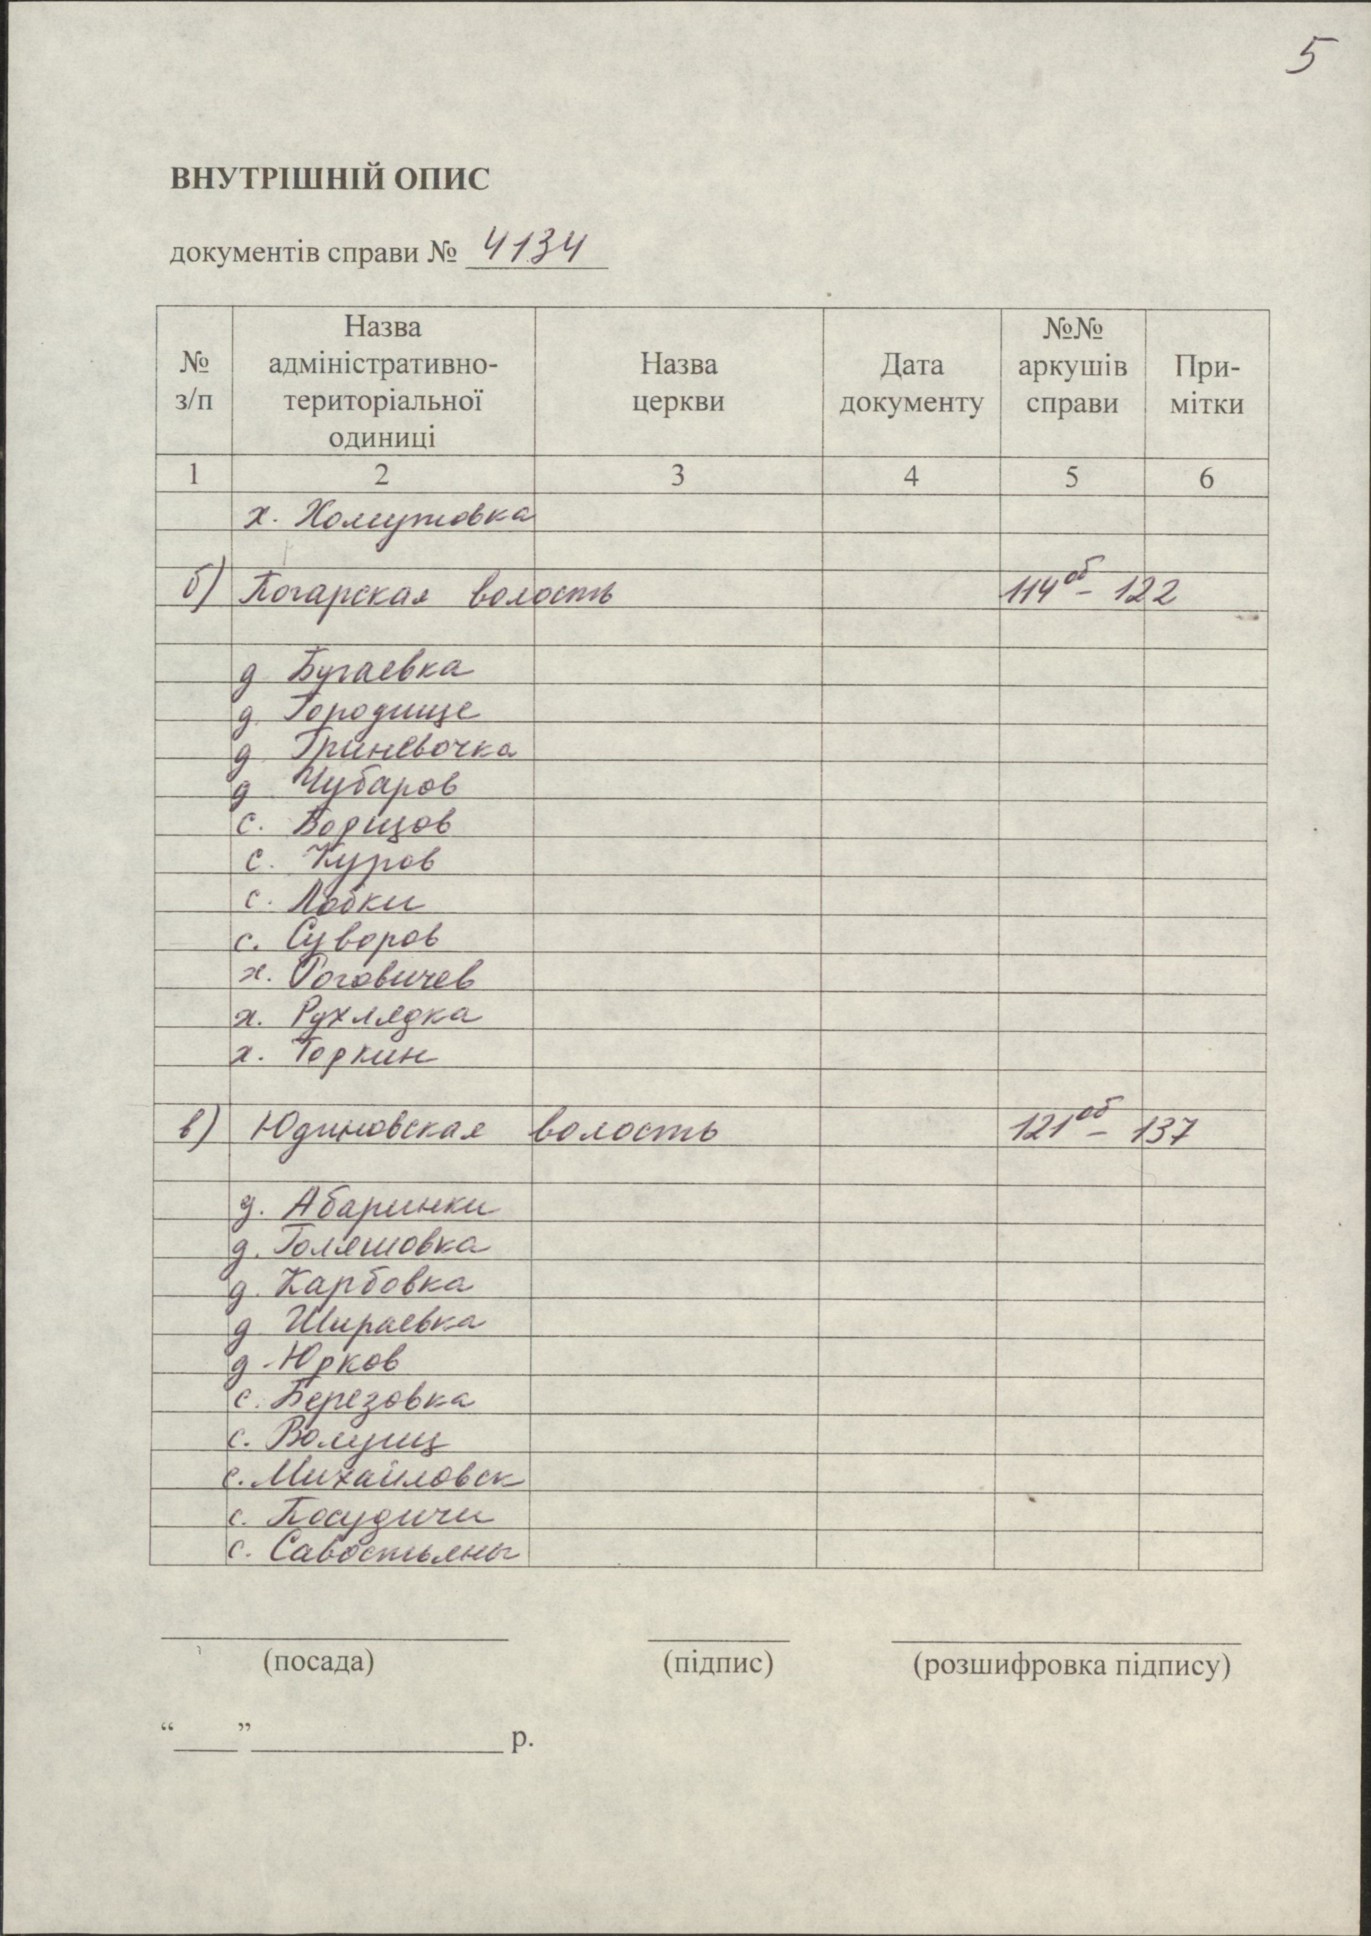 5
ВНУТРІШНІЙ ОПИС
документів справи № 4134
№ з/п
Назва адміністративно-територіальної одиниці
Назва церкви
Дата документу
№№ аркушів справи
При-мітки
1 2 3 4 5 6
х. Хомутовка
б) Погарская волость 114об - 122
д Бугаевка
д. Городище
д Гриневочка
д Чубаров
с. Борщов
с. Куров
с. Лобки
с. Суворов
х. Роговичев
х. Рухлядка
х. Горкин
в) Юдиновская волость 121об - 137
д. Абаринки
д. Голяшовка
д. Карбовка
д Шираевка
д. Юрков
с. Березовка
с.
с. Михайловск
с. Посудичи
с. Савостьяны
(посада) (підпис) (розшифровка підпису)
“____”________________ р.